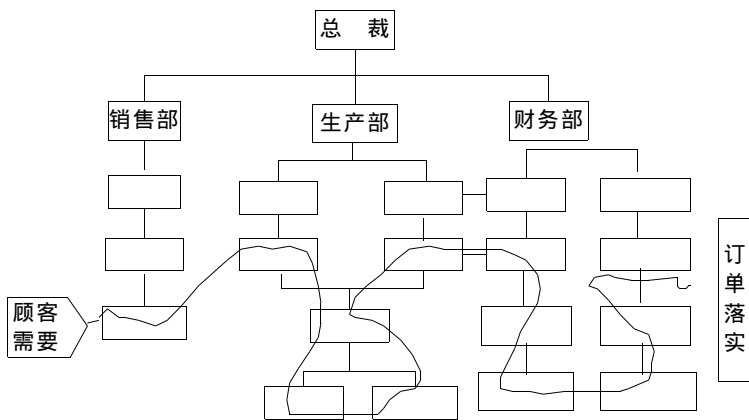 总 裁
销售部
生产部
财务部
顾客
需要
订
单
落
实